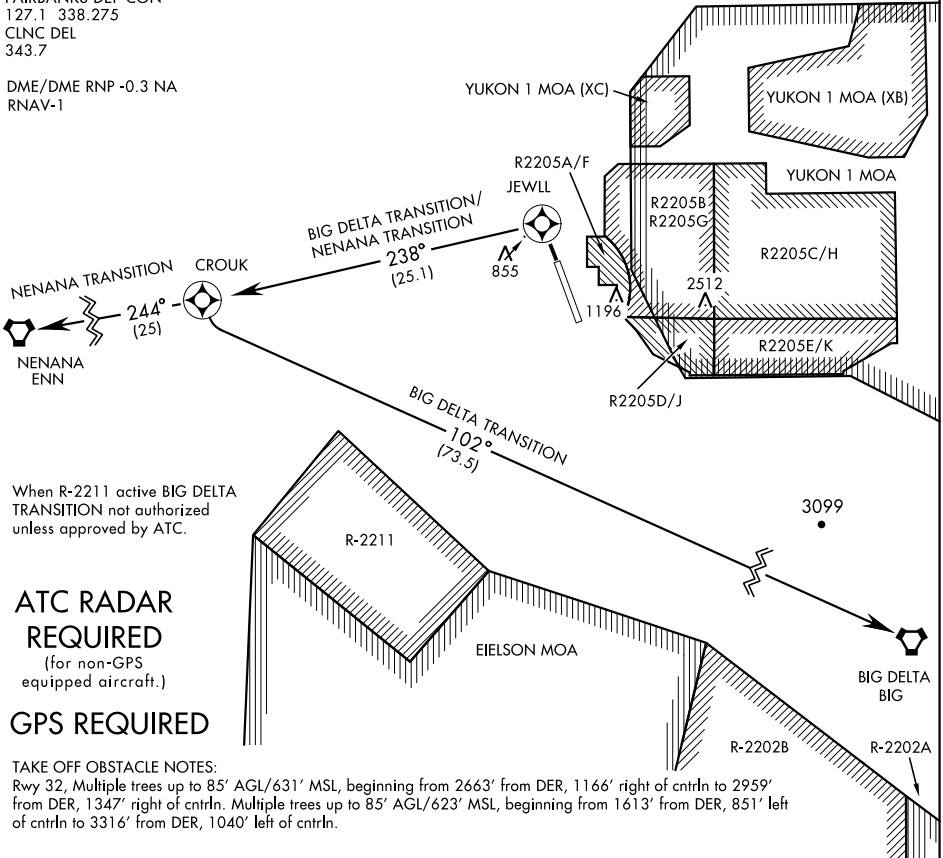 127.1 338.275
CLNC DEL
343.7
DME/DME RNP -0.3 NA
RNAV-1
YUKON 1 MOA (XC)
YUKON 1 MOA (XB)
R2205A/F
YUKON 1 MOA
JEWLL
R2205B
R2205G
BIG DELTA TRANSITION/
NENANA TRANSITION
238°
(25.1)
855
R2205C/H
NENANA TRANSITION
CROUK
244°
(25)
2512
1196
NENANA
ENN
R2205E/K
R2205D/J
BIG DELTA TRANSITION
102°
(73.5)
When R-2211 active BIG DELTA
TRANSITION not authorized
unless approved by ATC.
3099
R-2211
ATC RADAR
REQUIRED
(for non-GPS
equipped aircraft.)
EIELSON MOA
BIG DELTA
BIG
GPS REQUIRED
R-2202B
R-2202A
TAKE OFF OBSTACLE NOTES:
Rwy 32, Multiple trees up to 85' AGL/631' MSL, beginning from 2663' from DER, 1166' right of cntrln to 2959'
from DER, 1347' right of cntrln. Multiple trees up to 85' AGL/623' MSL, beginning from 1613' from DER, 851' left
of cntrln to 3316' from DER, 1040' left of cntrln.